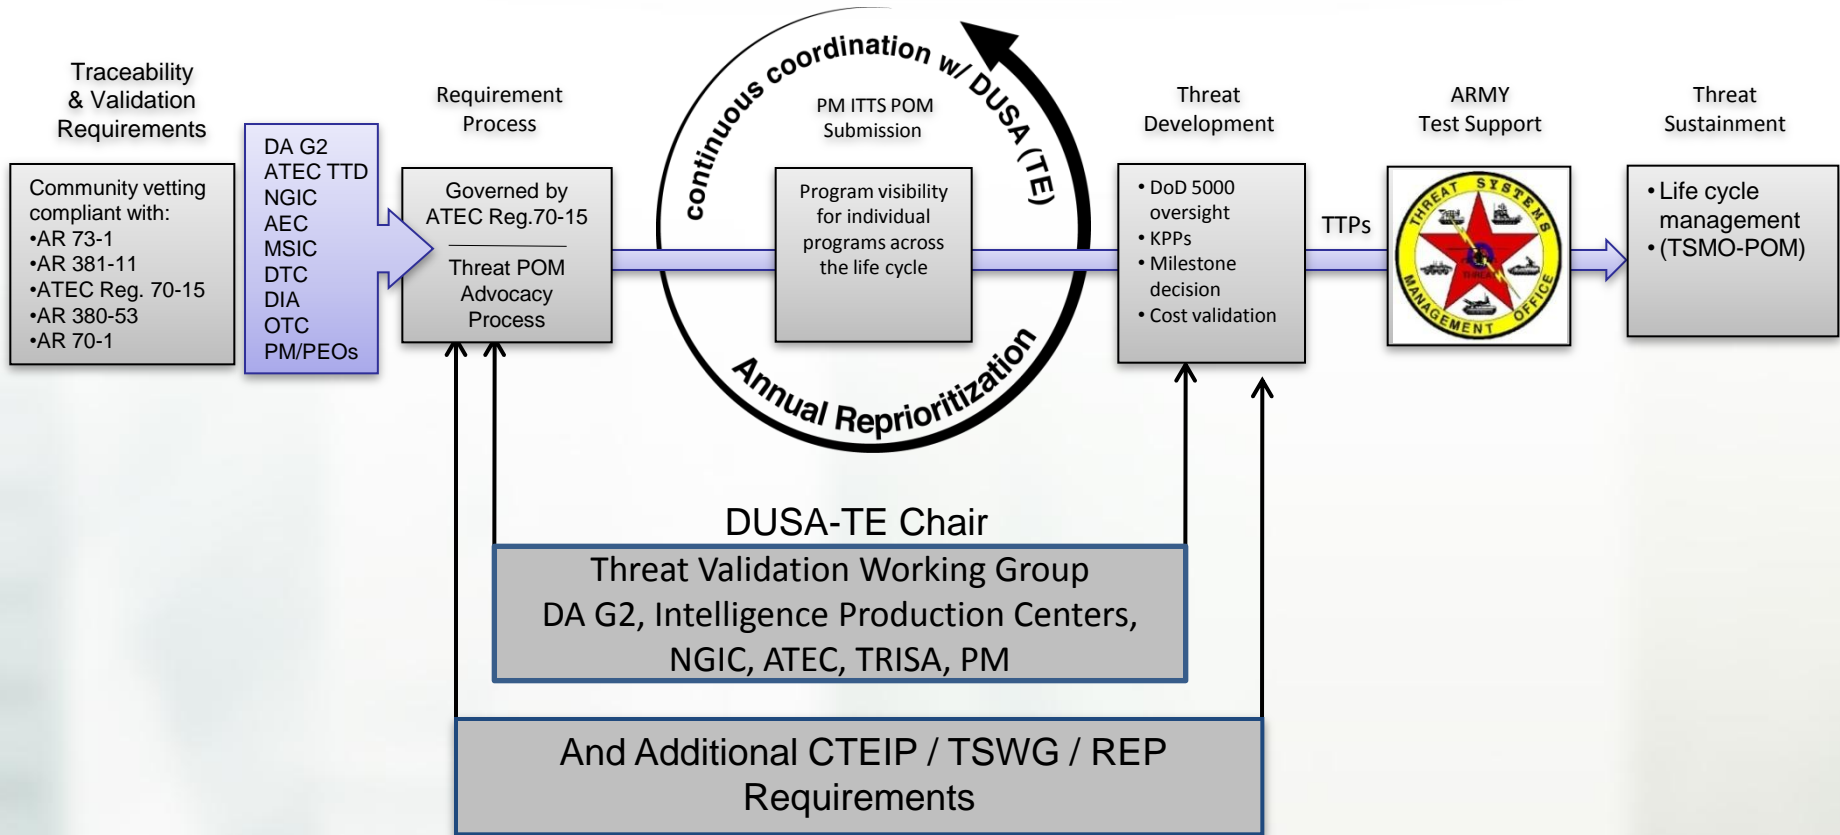 Traceability
& Validation
Requirements
Community vetting
compliant with:
•AR 73-1
•AR 381-11
•ATEC Reg. 70-15
•AR 380-53
•AR 70-1
DA G2
ATEC TTD
NGIC
AEC
MSIC
DTC
DIA
OTC
PM/PEOs
Requirement
Process
Governed by
ATEC Reg.70-15
Threat POM
Advocacy
Process
continuous coordination w/ DUSA (TE)
PM ITTS POM
Submission
Program visibility
for individual
programs across
the life cycle
Annual Reprioritization
Threat
Development
• DoD 5000
oversight
• KPPs
• Milestone
decision
• Cost validation
TTPs
ARMY
Test Support
THREAT SYSTEMS
MANAGEMENT OFFICE
THREAT
Threat
Sustainment
• Life cycle
management
• (TSMO-POM)
DUSA-TE Chair
Threat Validation Working Group
DA G2, Intelligence Production Centers,
NGIC, ATEC, TRISA, PM
And Additional CTEIP / TSWG / REP
Requirements